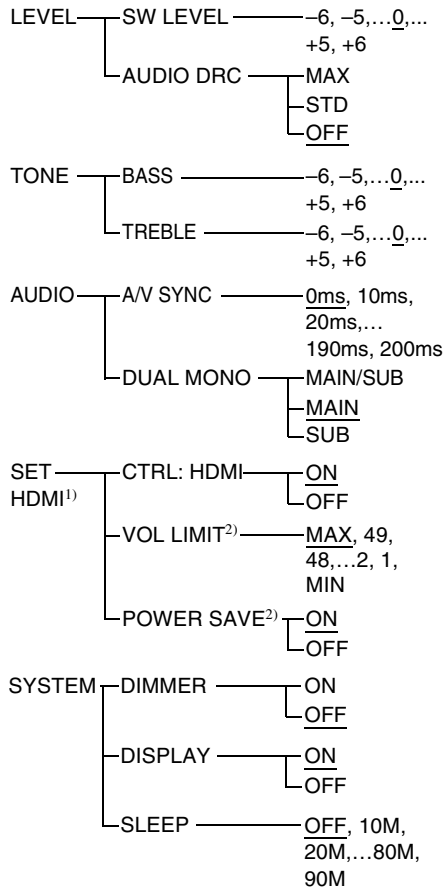 LEVEL SW LEVEL –6, –5,…0,...
+5, +6
AUDIO DRC MAX
STD
OFF
TONE BASS –6, –5,…0,...
+5, +6
TREBLE –6, –5,…0,...
+5, +6
AUDIO A/V SYNC 0ms, 10ms,
20ms,…
190ms, 200ms
DUAL MONO MAIN/SUB
MAIN
SUB
SET CTRL: HDMI ON
HDMI1) OFF
VOL LIMIT2) MAX, 49,
48,…2, 1,
MIN
POWER SAVE2) ON
OFF
SYSTEM DIMMER ON
OFF
DISPLAY ON
OFF
SLEEP OFF, 10M,
20M,…80M,
90M